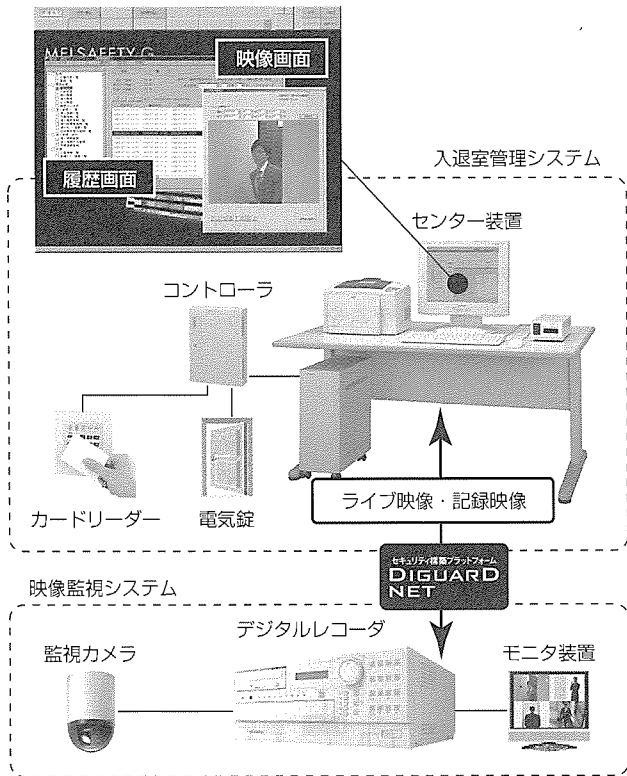 MELSAFETY G
映像画面
履歴画面
入退室管理システム
センター装置
コントローラ
カードリーダー
電気錠
ライブ映像・記録映像
セキュリティ構築プラットフォーム
DIGUARD
NET
映像監視システム
デジタルレコーダ
監視カメラ
モニタ装置